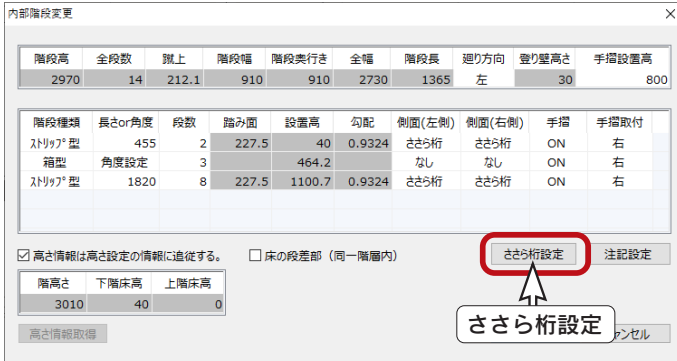 内部階段変更
階段高 全段数 蹴上 階段幅 階段奥行き 全幅 階段長 廻り方向 登り壁高さ 手摺設置高
2970 14 212.1 910 910 2730 1365 左 30 800
階段種類 長さor角度 段数 踏み面 設置高 勾配 側面(左側) 側面(右側) 手摺 手摺取付
ｽﾄﾘｯﾌﾟ型 455 2 227.5 40 0.9324 ささら桁 ささら桁 ON 右
箱型 角度設定 3 464.2 なし なし ON 右
ｽﾄﾘｯﾌﾟ型 1820 8 227.5 1100.7 0.9324 ささら桁 ささら桁 ON 右
高さ情報は高さ設定の情報に追従する。 床の段差部（同一階層内） ささら桁設定 注記設定
階高さ 下階床高 上階床高
3010 40 0
ささら桁設定
高さ情報取得 ャンセル